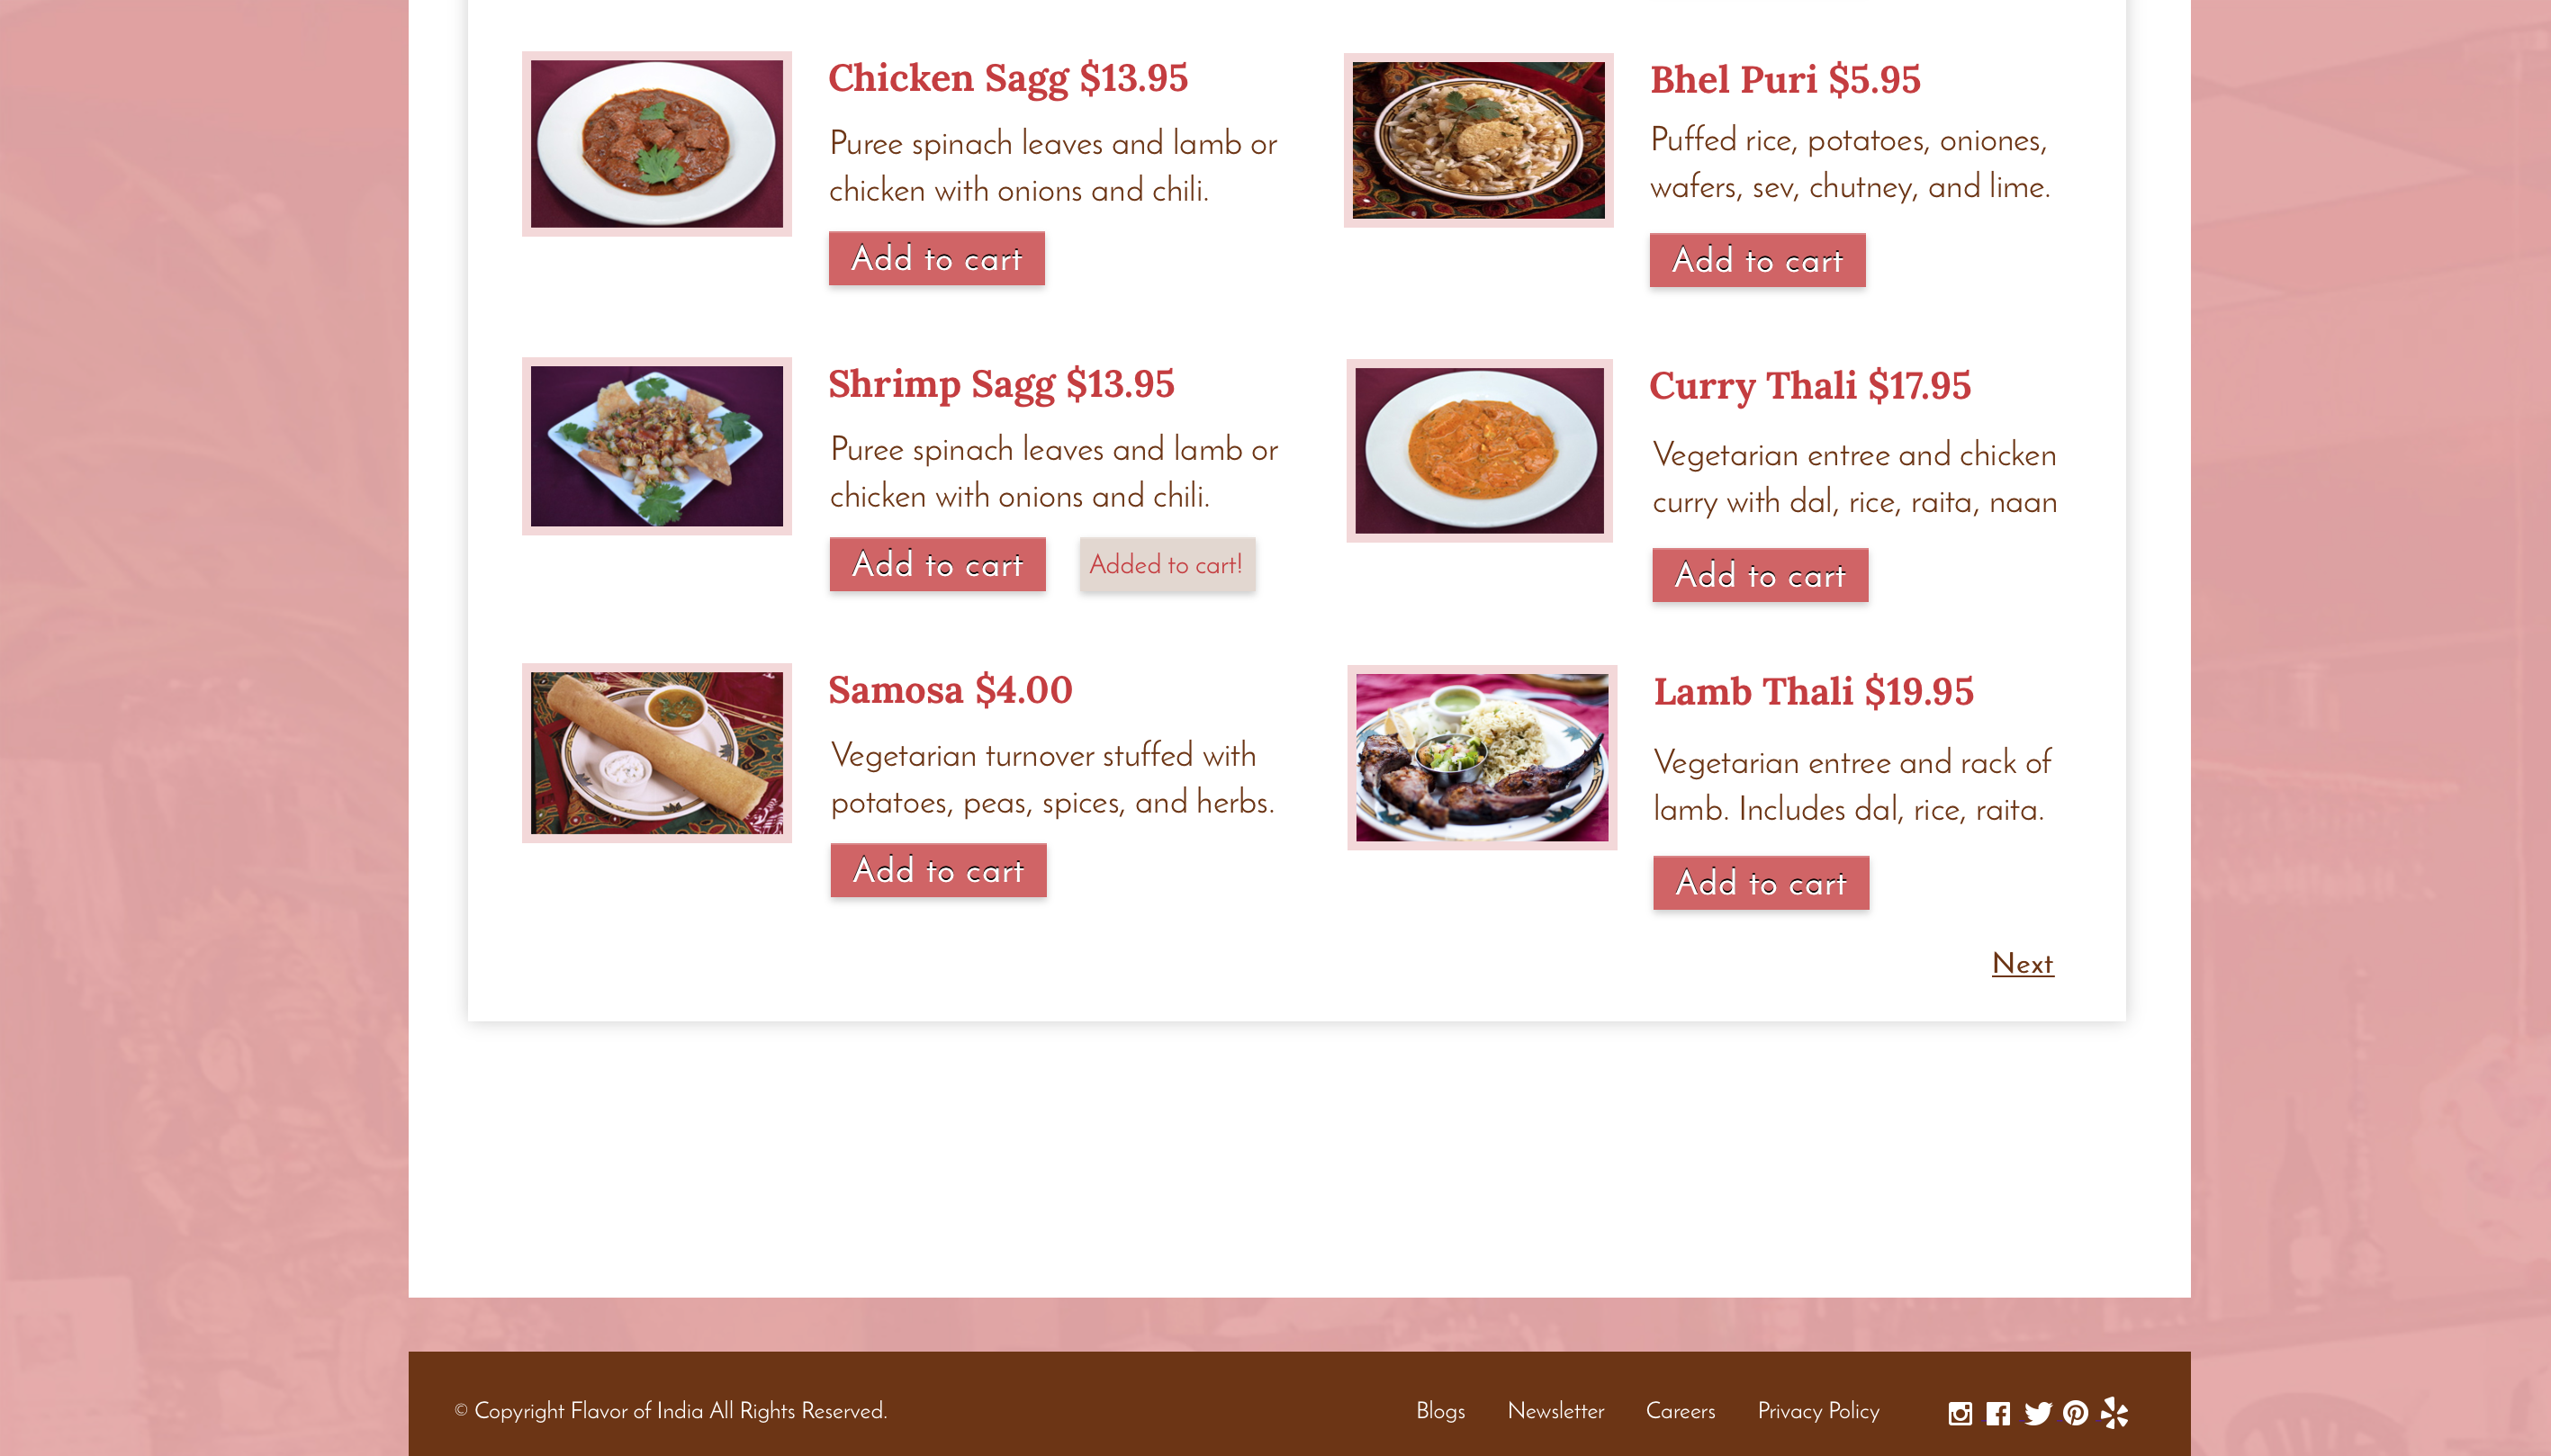 Chicken Sagg $13.95
Puree spinach leaves and lamb or
chicken with onions and chili.
Add to cart
Bhel Puri $5.95
Puffed rice, potatoes, oniones,
wafers, sev, chutney, and lime.
Add to cart
Shrimp Sagg $13.95
Puree spinach leaves and lamb or
chicken with onions and chili.
Add to cart
Added to cart!
Curry Thali $17.95
Vegetarian entree and chicken
curry with dal, rice, raita, naan
Add to cart
Samosa $4.00
Vegetarian turnover stuffed with
potatoes, peas, spices, and herbs.
Add to cart
Lamb Thali $19.95
Vegetarian entree and rack of
lamb. Includes dal, rice, raita.
Add to cart
Next
© Copyright Flavor of India All Rights Reserved.
Blogs
Newsletter
Careers
Privacy Policy